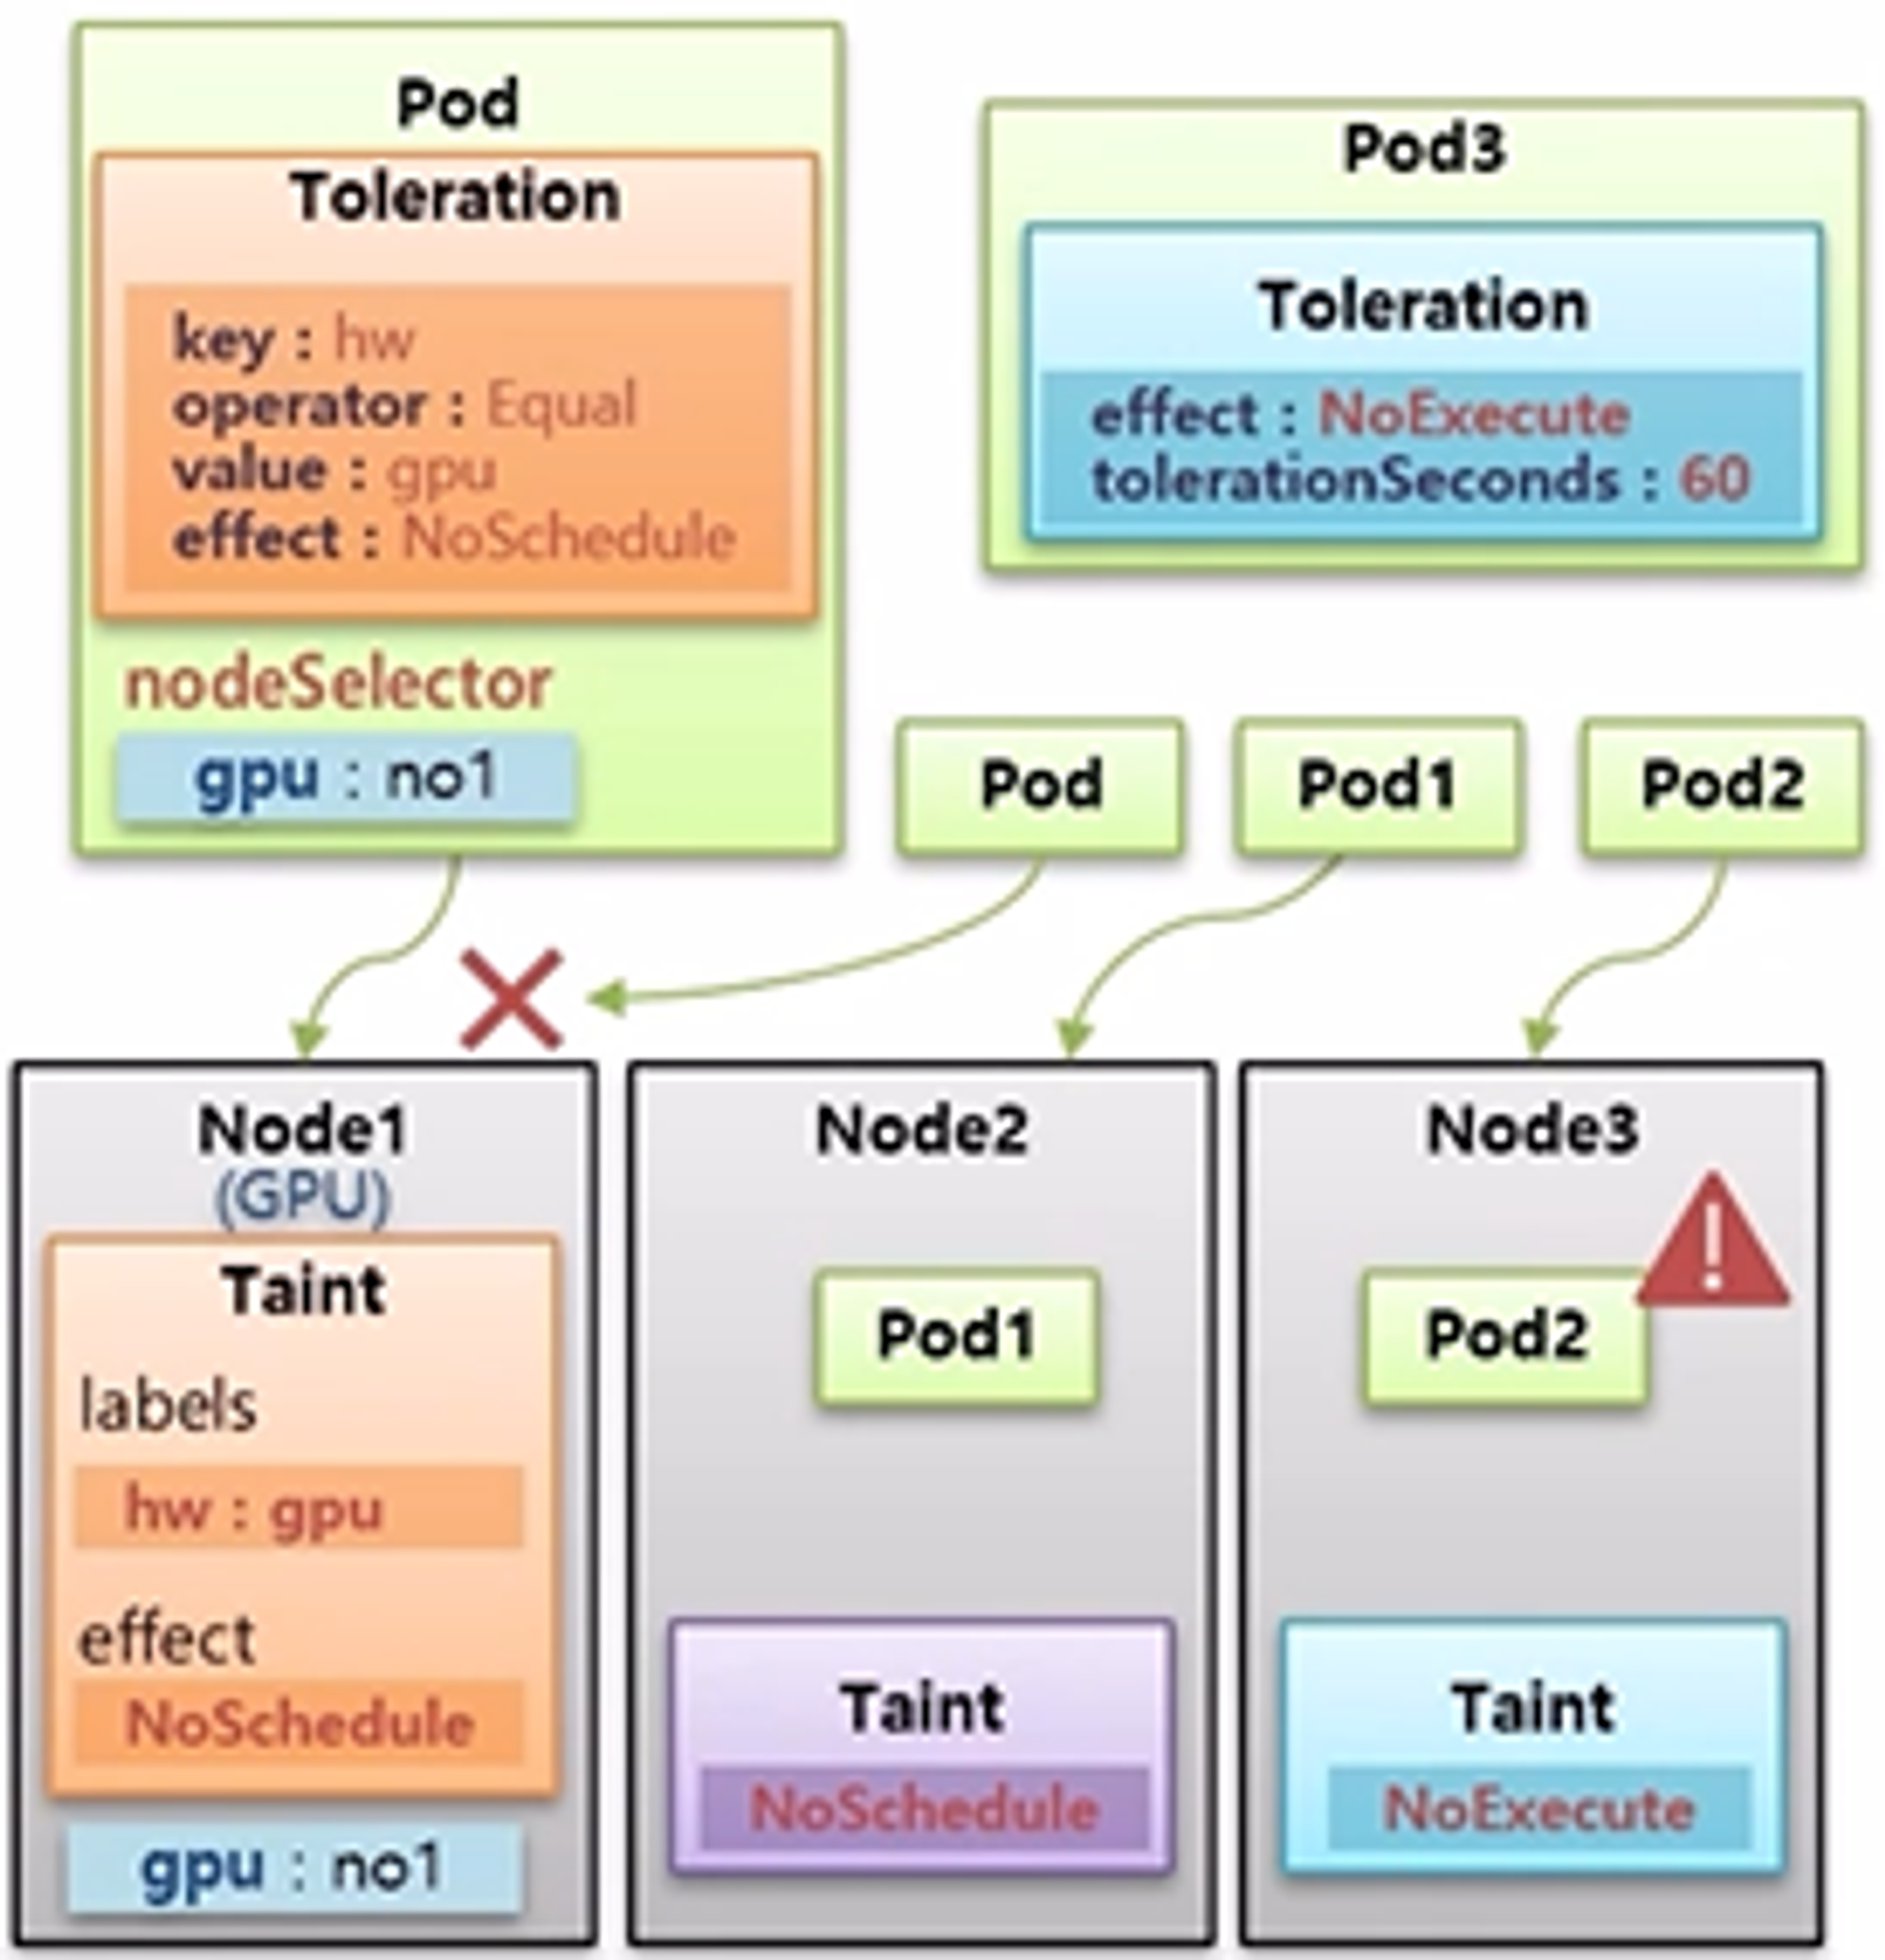 Pod
Toleration
key : hw
operator : Equal
value : gpu
effect : NoSchedule
nodeSelector
gpu : no1
Pod3
Toleration
effect : NoExecute
tolerationSeconds : 60
Pod
Pod1
Pod2
Node1
(GPU)
Taint
labels
hw : gpu
effect
NoSchedule
gpu : no1
Node2
Pod1
Taint
NoSchedule
Node3
Pod2
Taint
NoExecute